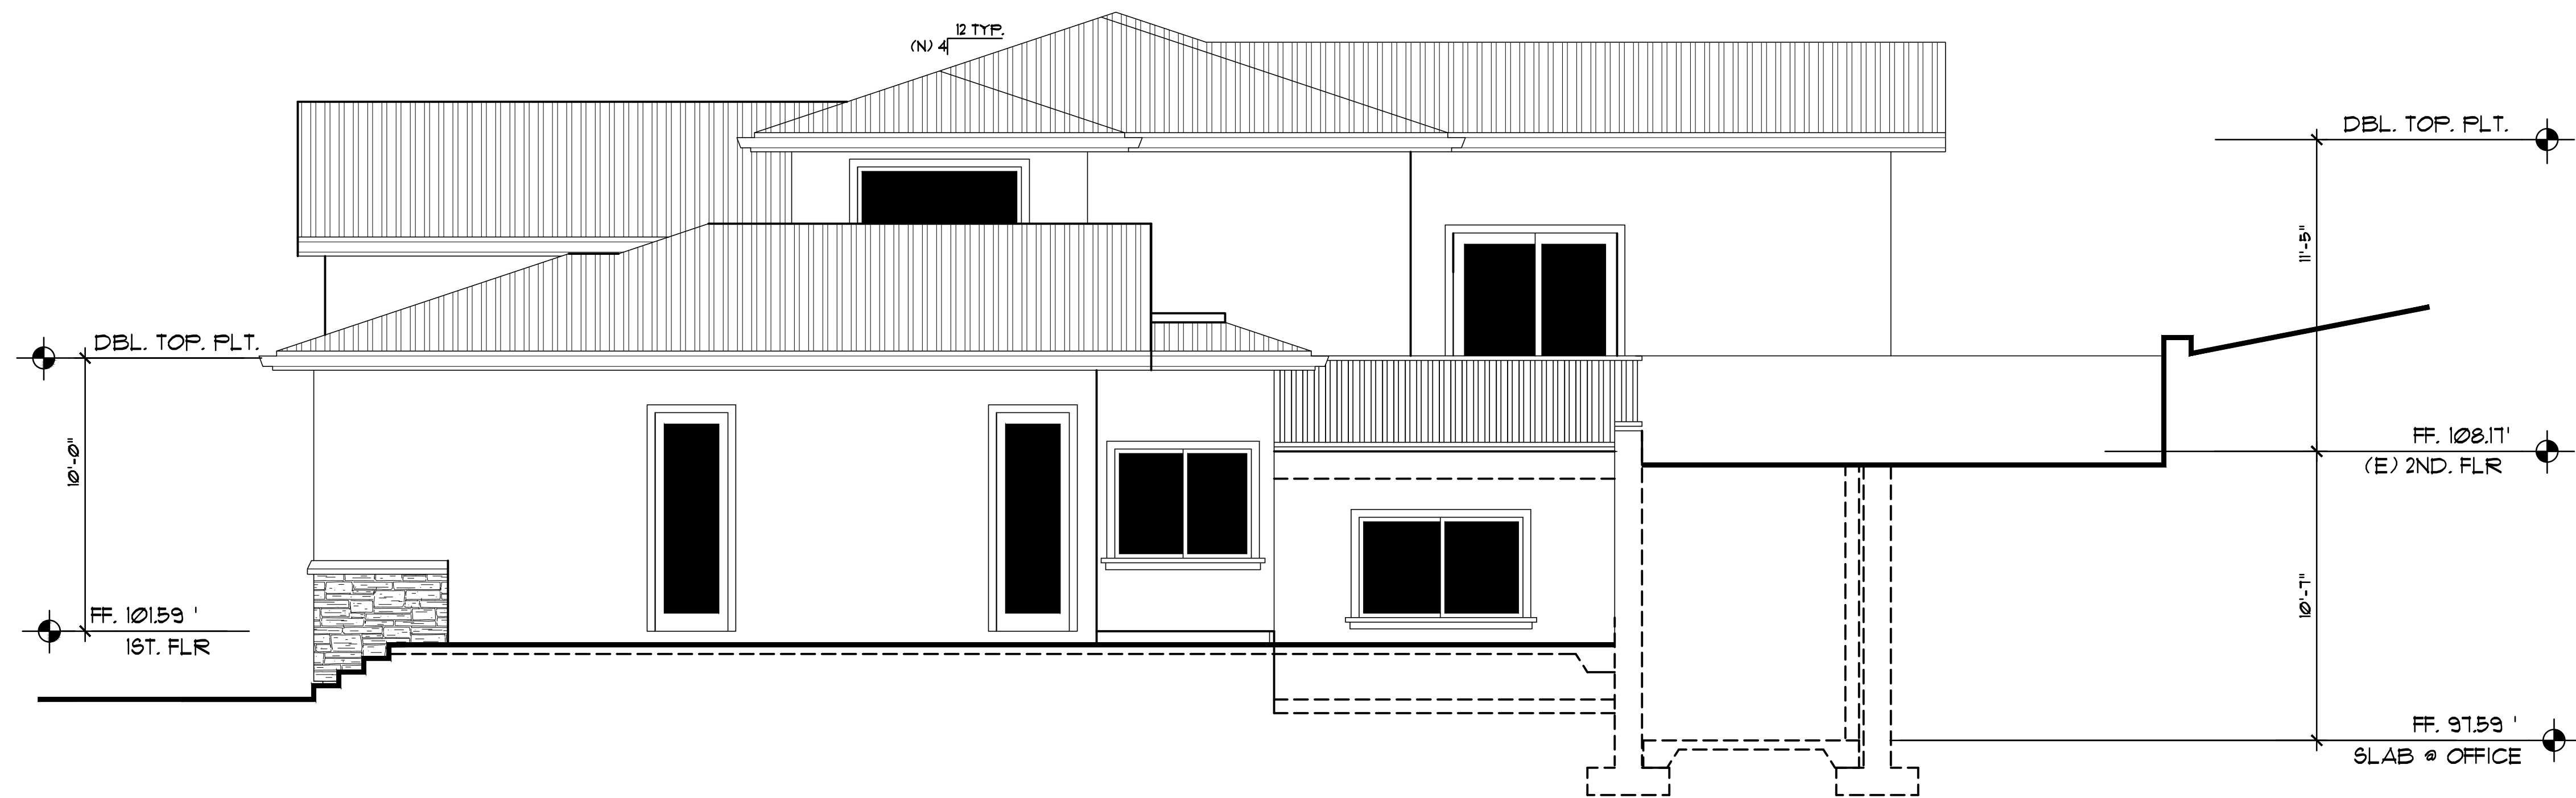 12 TYP.
(N) 4
DBL. TOP. PLT.
11'-5"
DBL. TOP. PLT.
10'-0"
FF. 108.17'
(E) 2ND. FLR
10'-7"
FF. 101.59 '
1ST. FLR
FF. 97.59 '
SLAB @ OFFICE